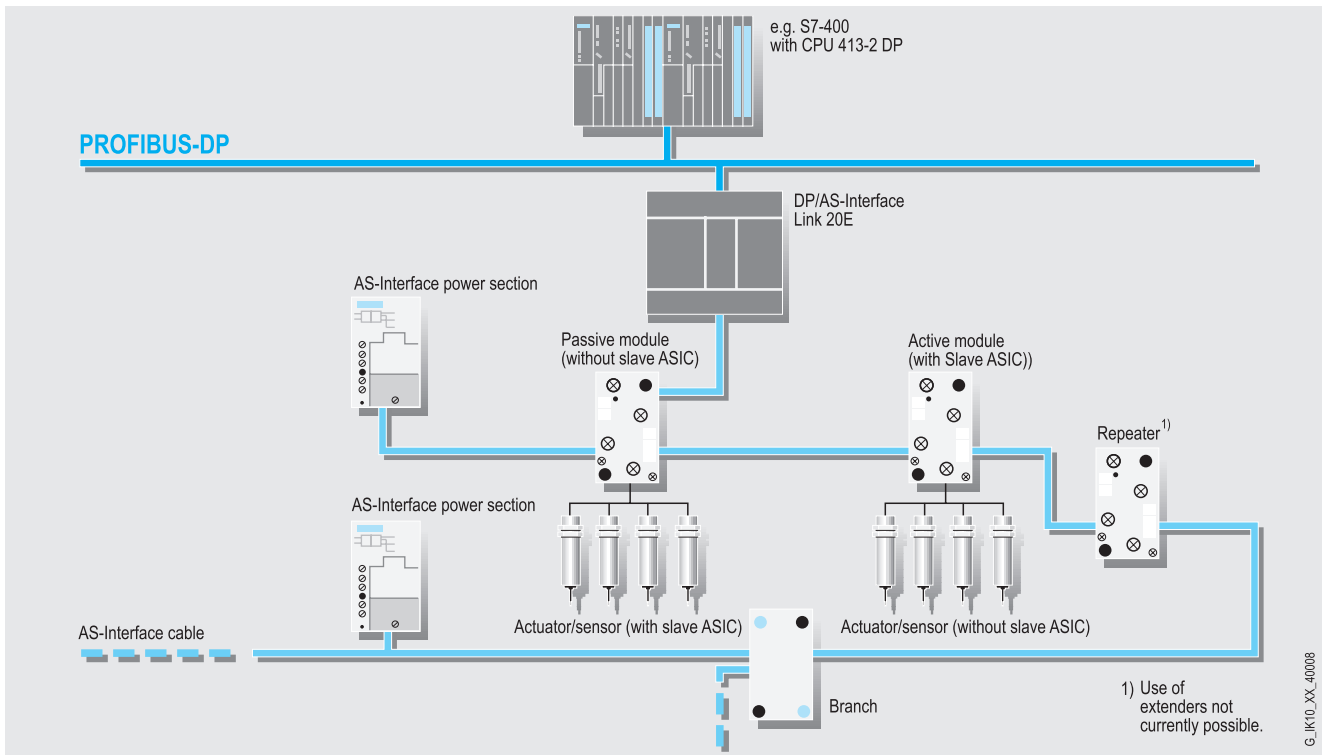 e.g. S7-400
with CPU 413-2 DP
PROFIBUS-DP
DP/AS-Interface
Link 20E
AS-Interface power section
Passive module
(without slave ASIC)
Active module
(with Slave ASIC))
Repeater1)
AS-Interface power section
Actuator/sensor (with slave ASIC)
Actuator/sensor (without slave ASIC)
AS-Interface cable
Branch
1) Use of
extenders not
currently possible.
G_IK10_XX_40008